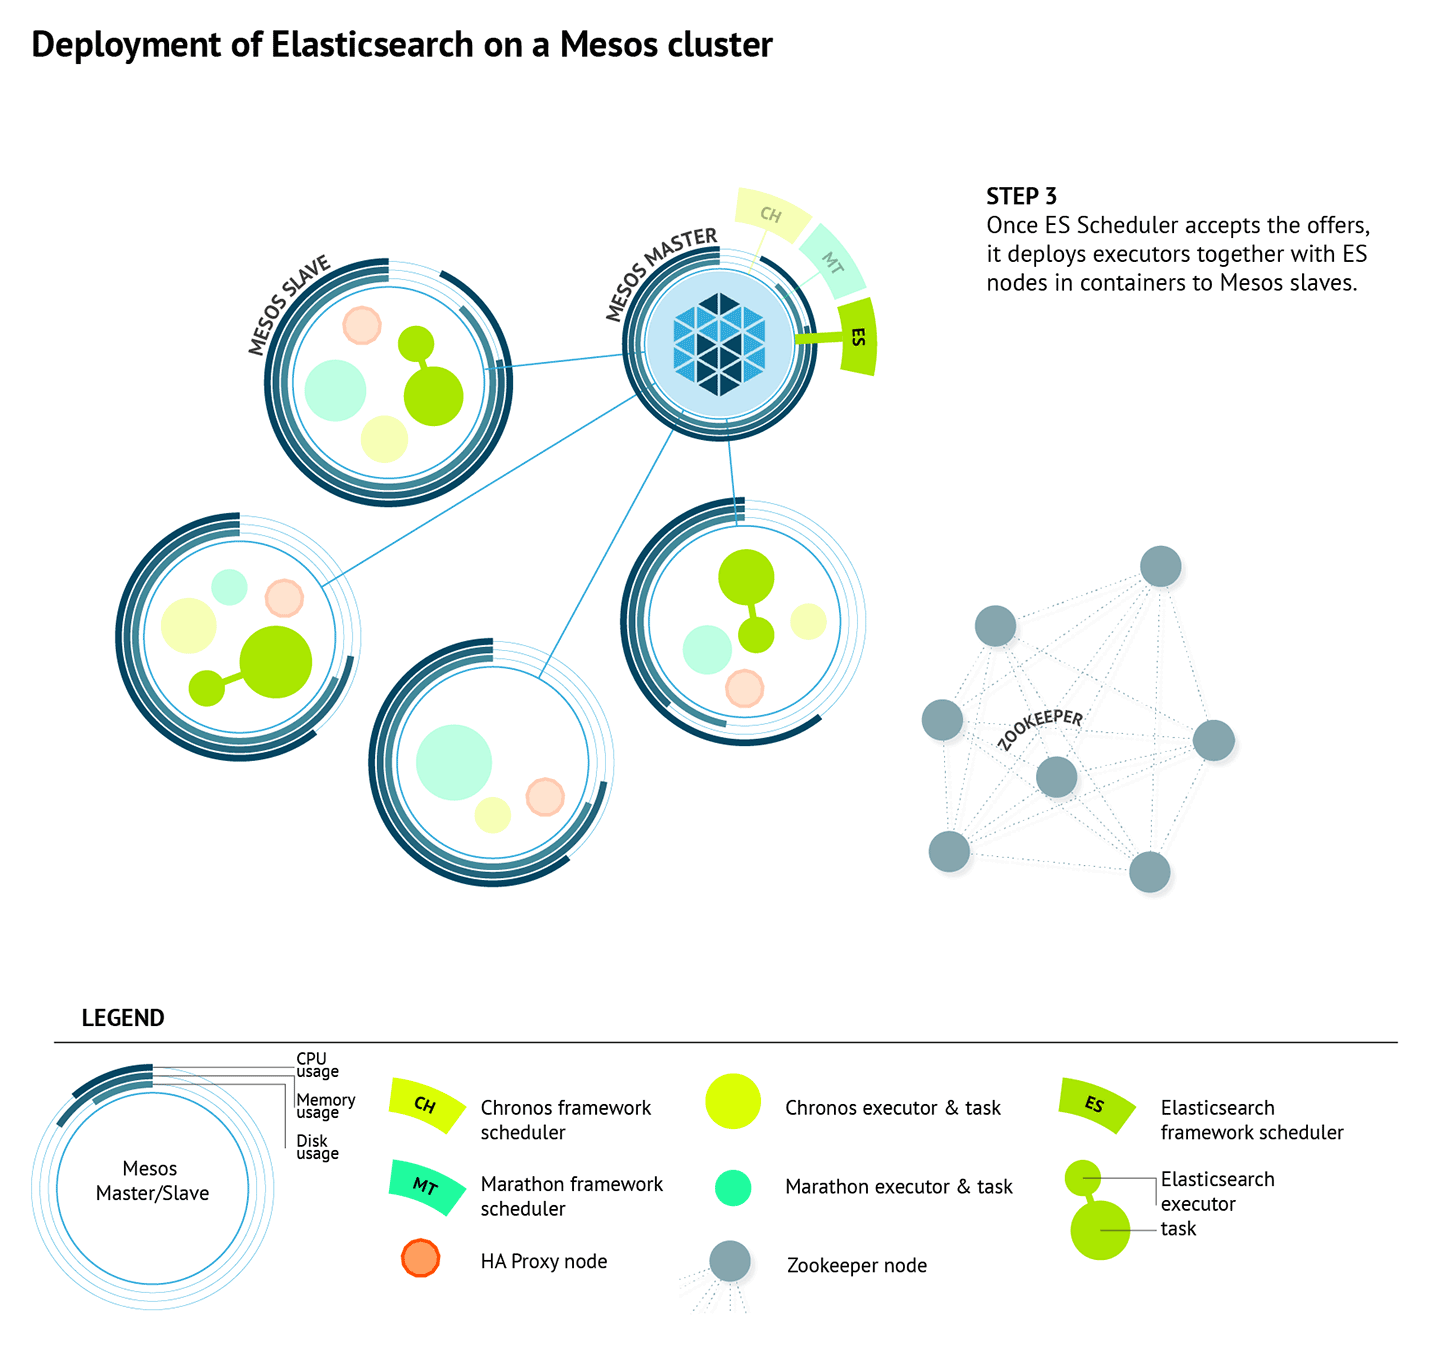 Deployment of Elasticsearch on a Mesos cluster
STEP 3
Once ES Scheduler accepts the offers,
it deploys executors together with ES
nodes in containers to Mesos slaves.
CH
MT
ES
MESOS MASTER
MESOS SLAVE
ZOOKEEPER
LEGEND
CPU
usage
Memory
usage
Disk
usage
Mesos
Master/Slave
CH
Chronos framework
scheduler
MT
Marathon framework
scheduler
HA Proxy node
Chronos executor & task
Marathon executor & task
Zookeeper node
ES
Elasticsearch
framework scheduler
Elasticsearch
executor
task